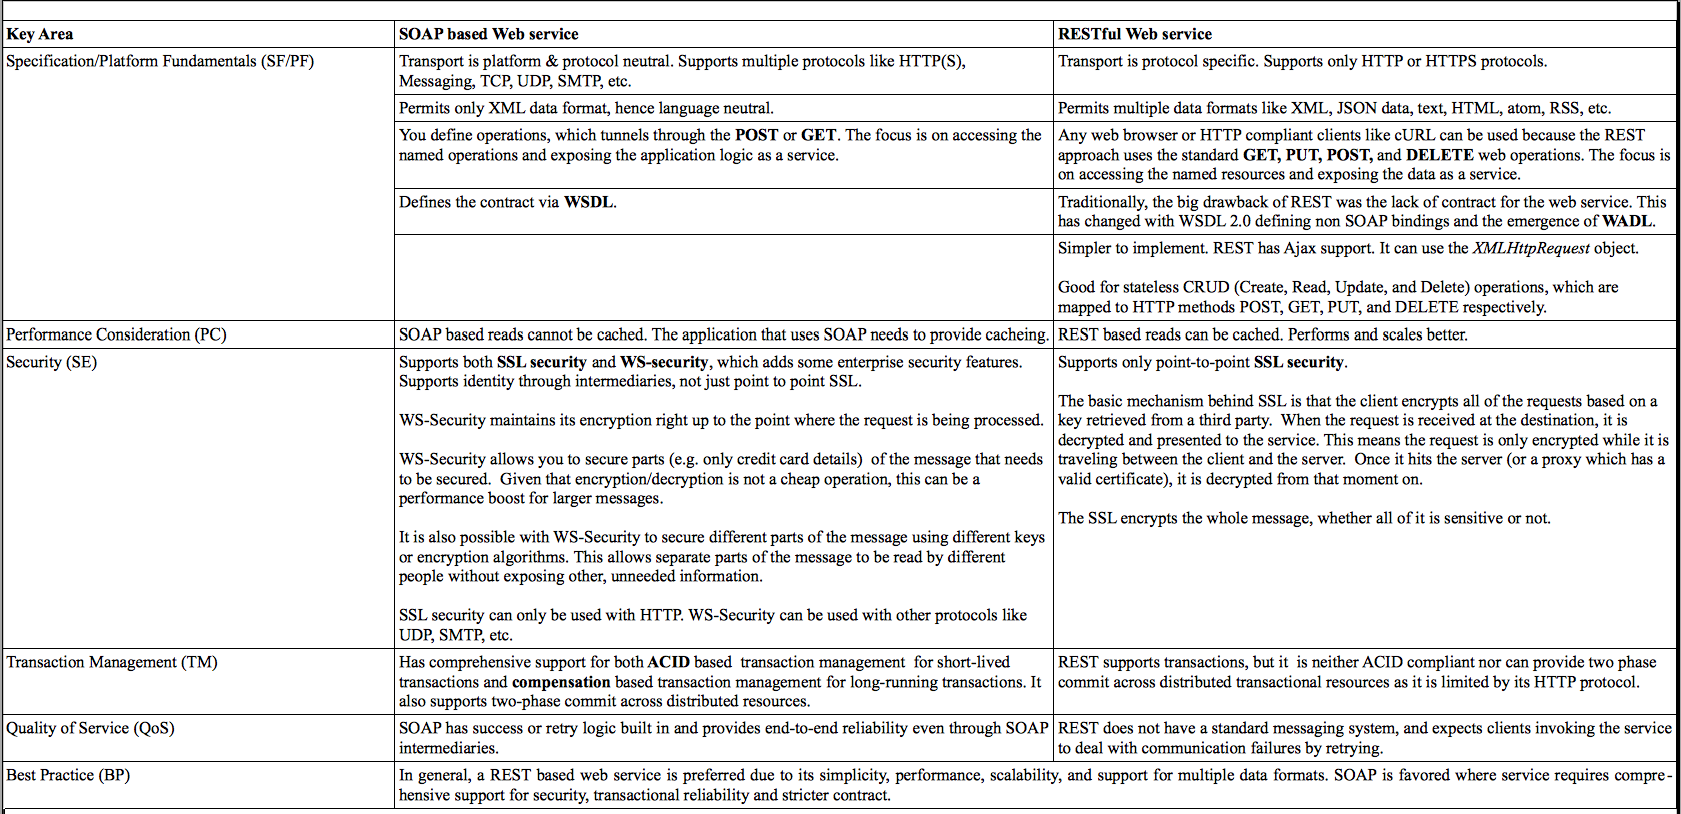 Key Area
SOAP based Web service
RESTful Web service
Specification/Platform Fundamentals (SF/PF)
Transport is platform & protocol neutral. Supports multiple protocols like HTTP(S),
Messaging, TCP, UDP, SMTP, etc.
Transport is protocol specific. Supports only HTTP or HTTPS protocols.
Permits only XML data format, hence language neutral.
Permits multiple data formats like XML, JSON data, text, HTML, atom, RSS, etc.
You define operations, which tunnels through the POST or GET. The focus is on accessing the
named operations and exposing the application logic as a service.
Any web browser or HTTP compliant clients like cURL can be used because the REST
approach uses the standard GET, PUT, POST, and DELETE web operations. The focus is
on accessing the named resources and exposing the data as a service.
Defines the contract via WSDL.
Traditionally, the big drawback of REST was the lack of contract for the web service. This
has changed with WSDL 2.0 defining non SOAP bindings and the emergence of WADL.
Simpler to implement. REST has Ajax support. It can use the XMLHttpRequest object.
Good for stateless CRUD (Create, Read, Update, and Delete) operations, which are
mapped to HTTP methods POST, GET, PUT, and DELETE respectively.
Performance Consideration (PC)
SOAP based reads cannot be cached. The application that uses SOAP needs to provide cacheing.
REST based reads can be cached. Performs and scales better.
Security (SE)
Supports both SSL security and WS-security, which adds some enterprise security features.
Supports identity through intermediaries, not just point to point SSL.
WS-Security maintains its encryption right up to the point where the request is being processed.
WS-Security allows you to secure parts (e.g. only credit card details) of the message that needs
to be secured. Given that encryption/decryption is not a cheap operation, this can be a
performance boost for larger messages.
It is also possible with WS-Security to secure different parts of the message using different keys
or encryption algorithms. This allows separate parts of the message to be read by different
people without exposing other, unneeded information.
SSL security can only be used with HTTP. WS-Security can be used with other protocols like
UDP, SMTP, etc.
Supports only point-to-point SSL security.
The basic mechanism behind SSL is that the client encrypts all of the requests based on a
key retrieved from a third party. When the request is received at the destination, it is
decrypted and presented to the service. This means the request is only encrypted while it is
traveling between the client and the server. Once it hits the server (or a proxy which has a
valid certificate), it is decrypted from that moment on.
The SSL encrypts the whole message, whether all of it is sensitive or not.
Transaction Management (TM)
Has comprehensive support for both ACID based transaction management for short-lived
transactions and compensation based transaction management for long-running transactions. It
also supports two-phase commit across distributed resources.
REST supports transactions, but it is neither ACID compliant nor can provide two phase
commit across distributed transactional resources as it is limited by its HTTP protocol.
Quality of Service (QoS)
SOAP has success or retry logic built in and provides end-to-end reliability even through SOAP
intermediaries.
REST does not have a standard messaging system, and expects clients invoking the service
to deal with communication failures by retrying.
Best Practice (BP)
In general, a REST based web service is preferred due to its simplicity, performance, scalability, and support for multiple data formats. SOAP is favored where service requires compre-
hensive support for security, transactional reliability and stricter contract.